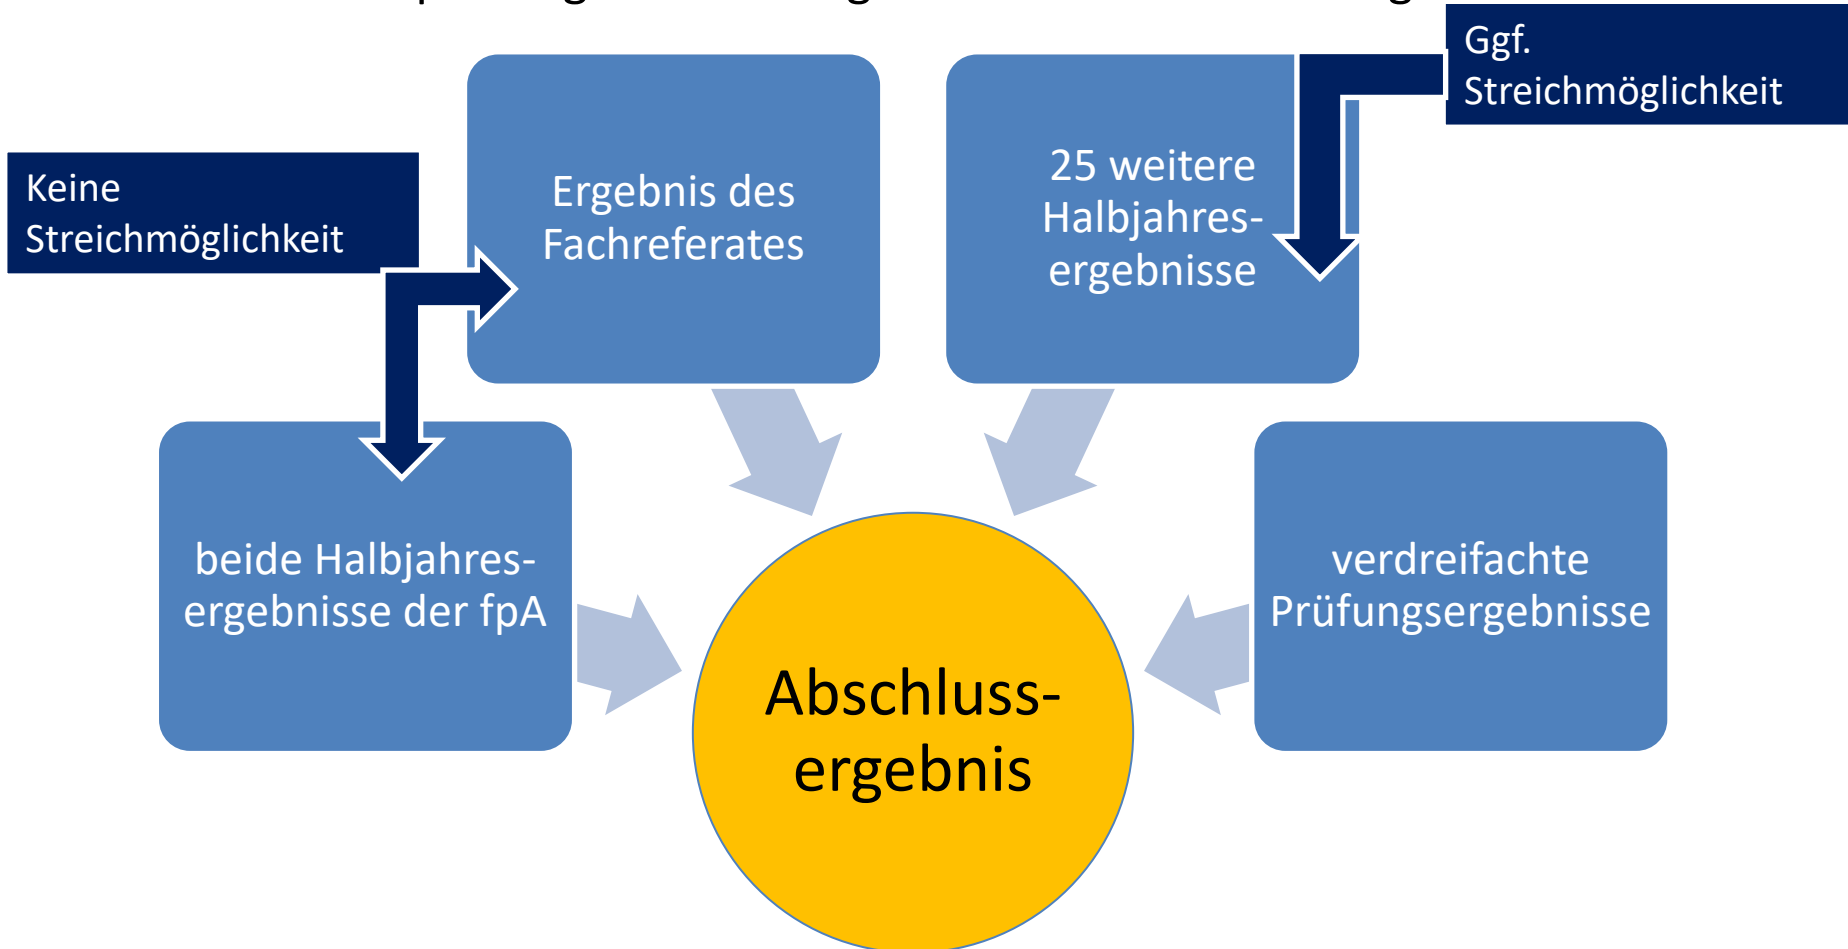 Ggf.
Streichmöglichkeit
Keine
Streichmöglichkeit
Ergebnis des
Fachreferates
25 weitere
Halbjahres-
ergebnisse
beide Halbjahres-
ergebnisse der fpA
verdreifachte
Prüfungsergebnisse
Abschluss-
ergebnis